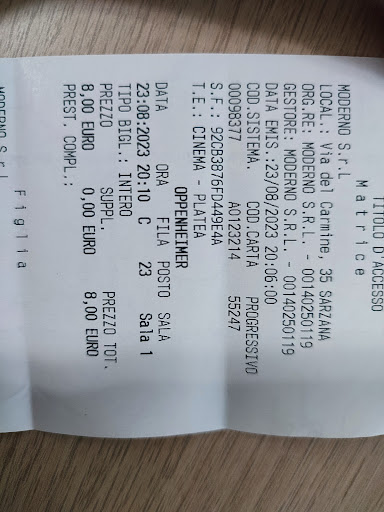 TITOLO D'ACCESSO
Matrice
MODERNO S.r.L
LOCAL.: Via del Carmine, 35 SARZANA
ORG.RE: MODERNO S.R.L. - 00140250119
GESTORE: MODERNO S.R.L. - 00140250119
DATA EMIS.:23/08/2023 20:06:00
COD.SISTEMA. COD.CARTA PROGRESSIVO
00098377 A0123214 55247
S.F.: 92CB3876FD449E4A
T.E.: CINEMA - PLATEA
OPPENHEIMER
DATA ORA FILA POSTO SALA
23:08:2023 20:10 C 23 Sala 1
TIPO BIGL.: INTERO
PREZZO SUPPL. PREZZO TOT.
8,00 EURO 0,00 EURO 8,00 EURO
PREST. COMPL.:
Figlia
MODERNO S.r.L